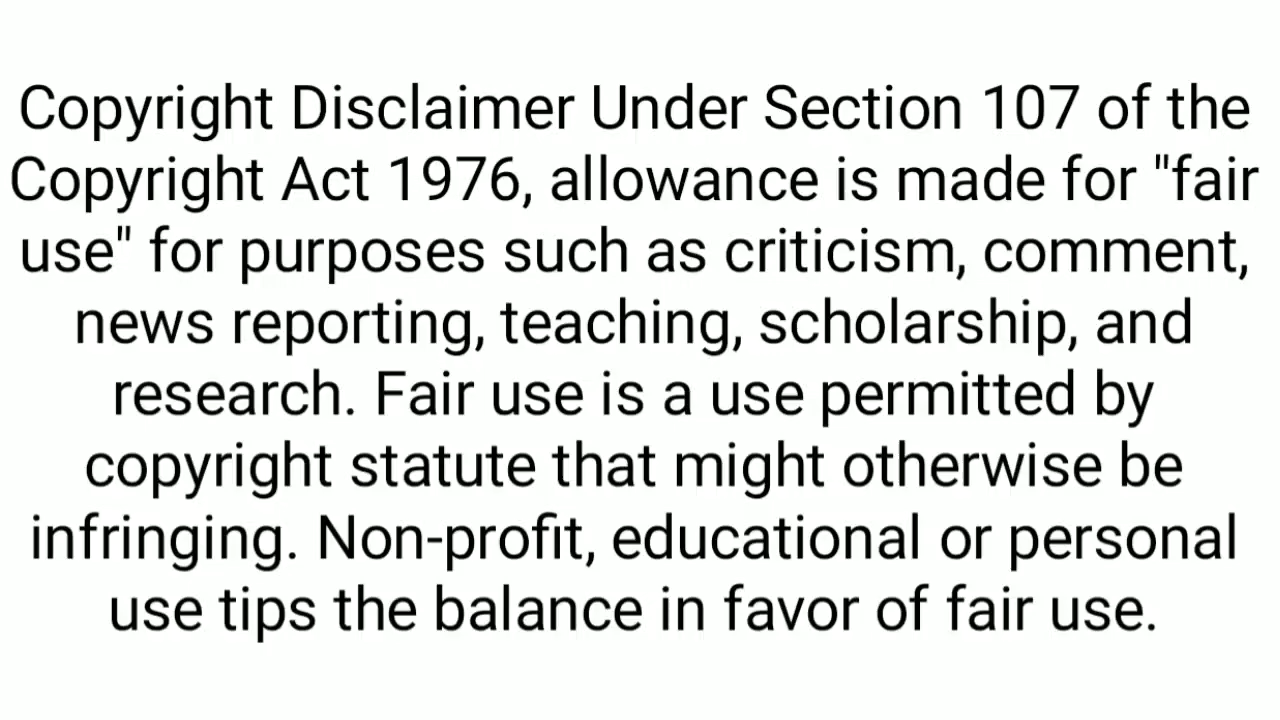 Copyright Disclaimer Under Section 107 of the
Copyright Act 1976, allowance is made for "fair
use" for purposes such as criticism, comment,
news reporting, teaching, scholarship, and
research. Fair use is a use permitted by
copyright statute that might otherwise be
infringing. Non-profit, educational or personal
use tips the balance in favor of fair use.